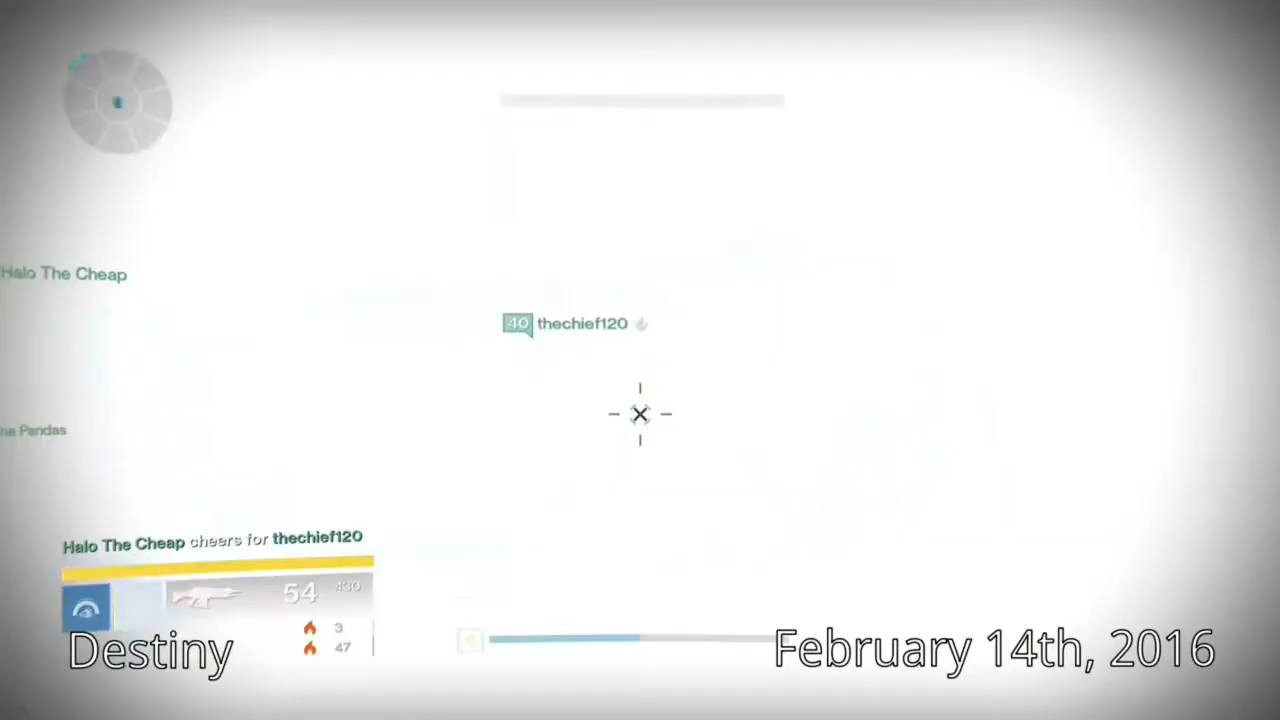 Halo The Cheap
40 thechief120
Pandas
Halo The Cheap cheers for thechief120
54 430
3
47
Destiny
February 14th, 2016